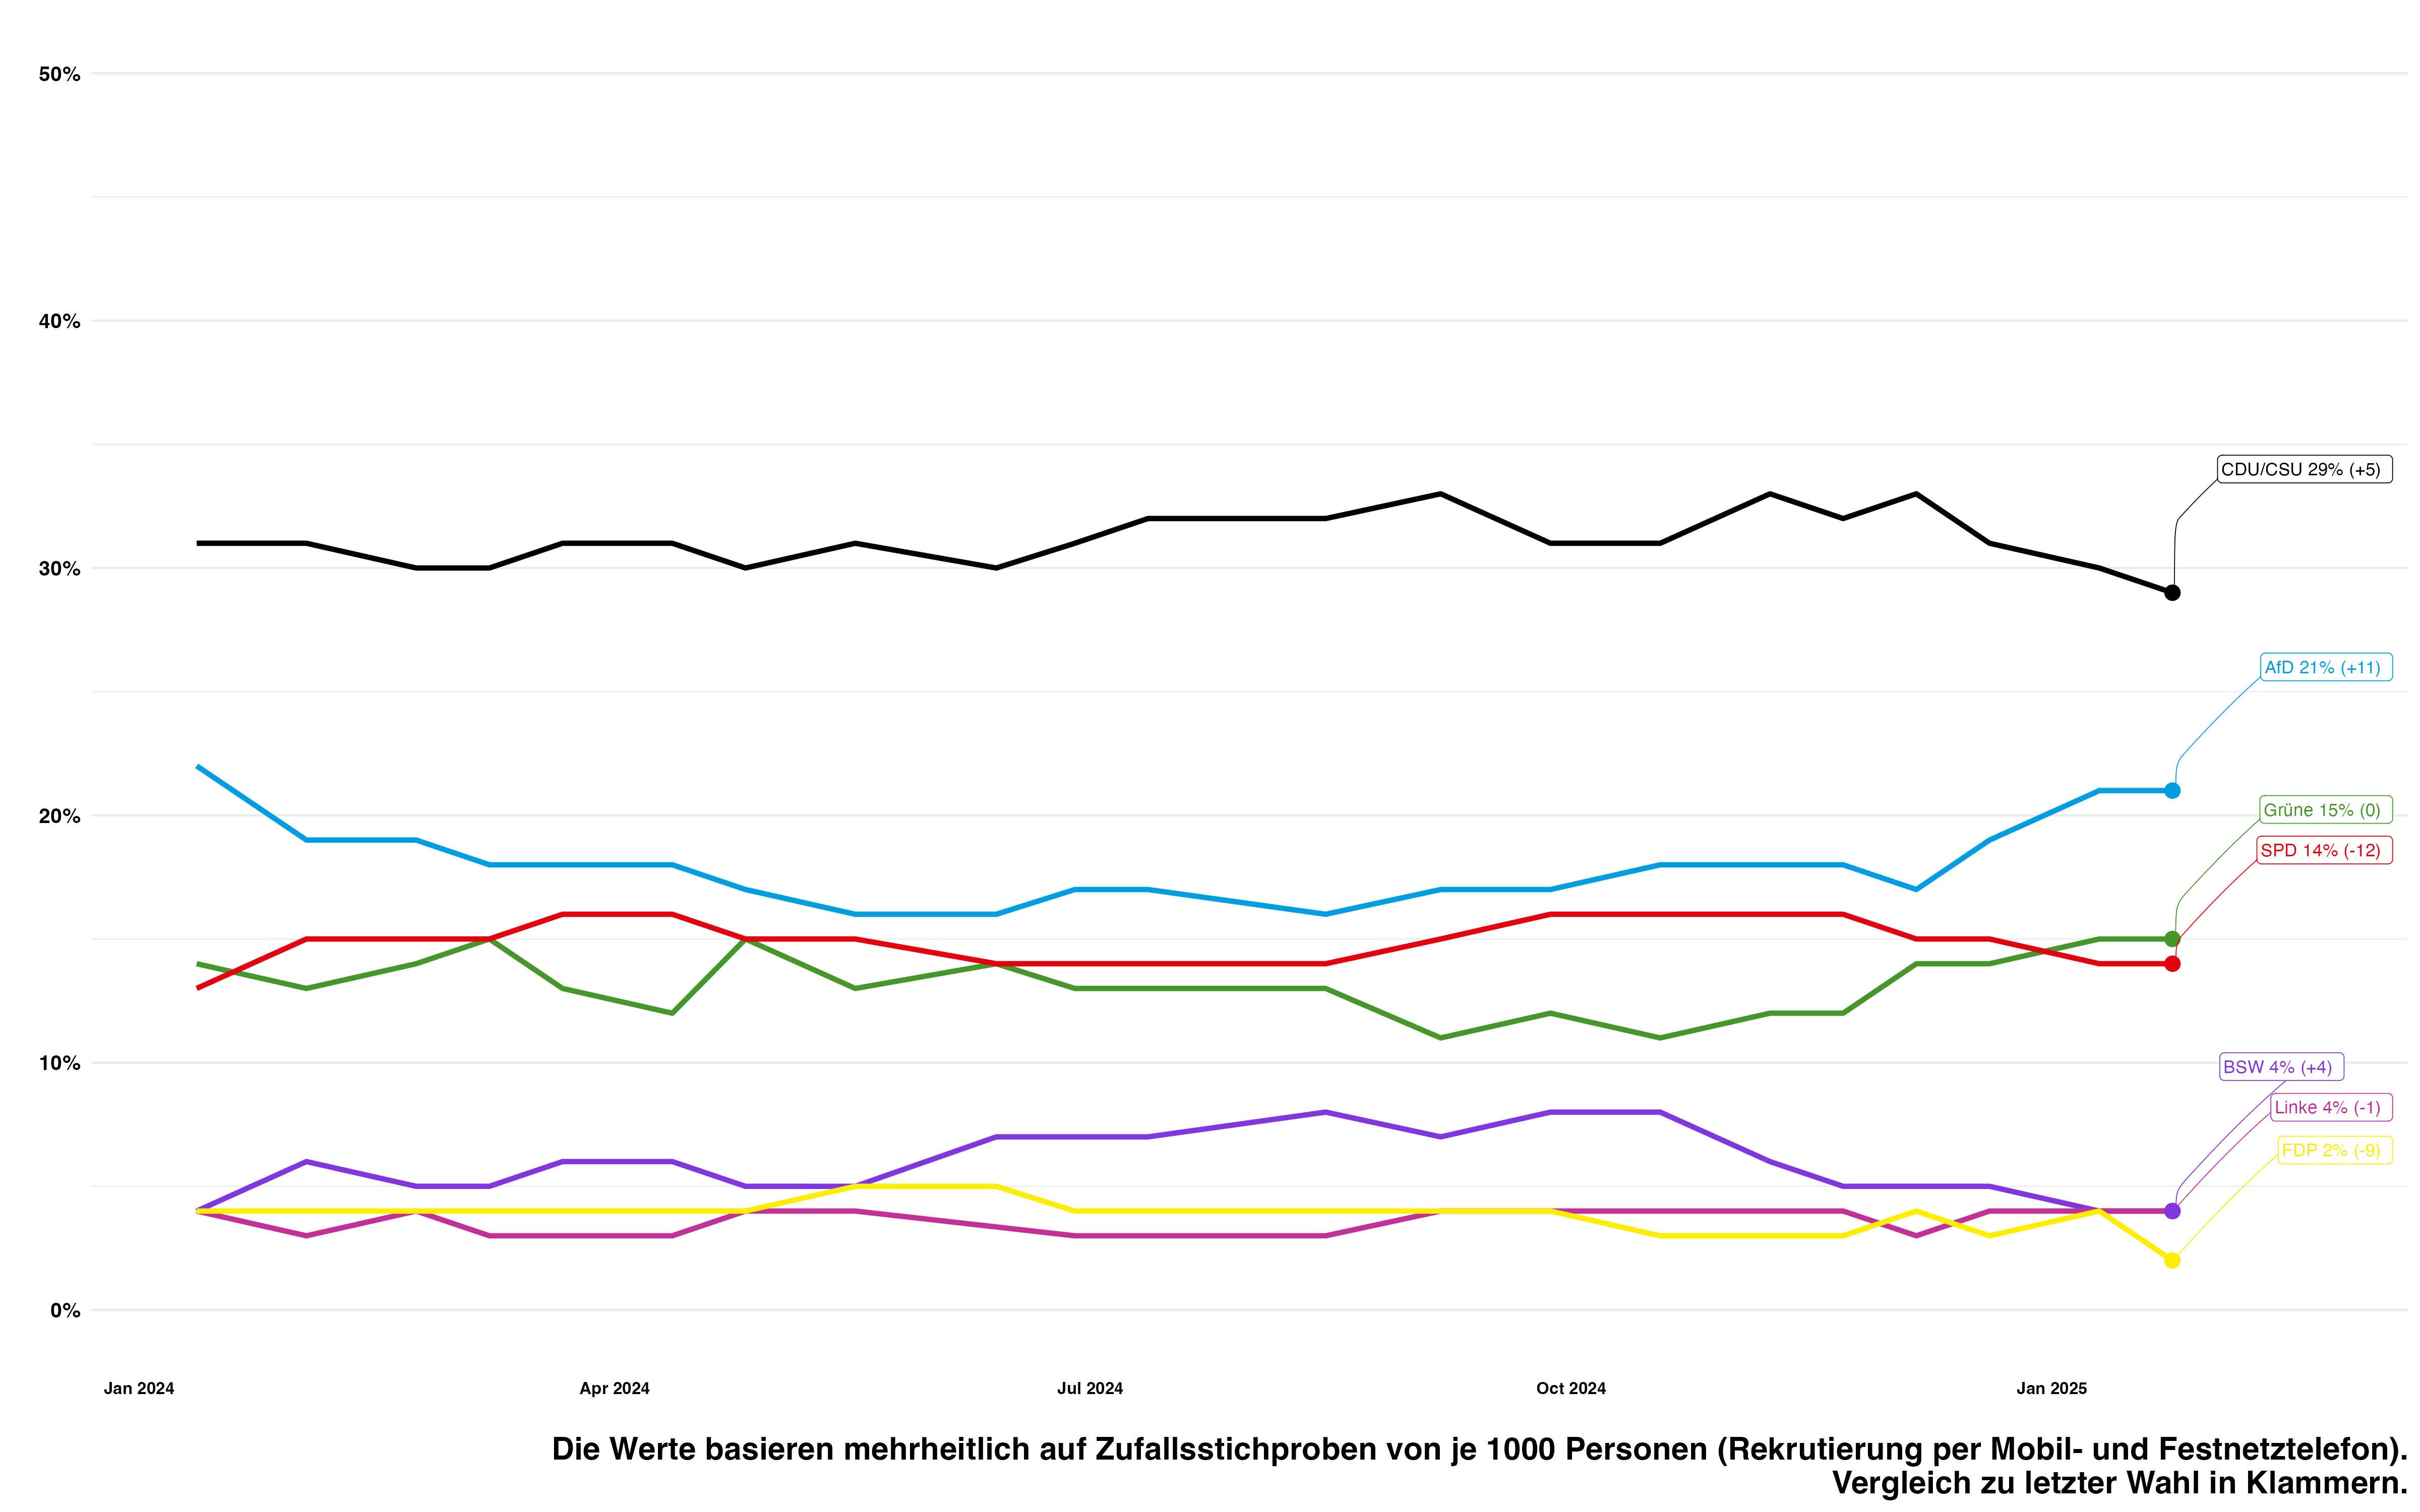 50%
40%
30%
20%
10%
0%
CDU/CSU 29% (+5)
AfD 21% (+11)
Grüne 15% (0)
SPD 14% (-12)
BSW 4% (+4)
Linke 4% (-1)
FDP 2% (-9)
Jan 2024 Apr 2024 Jul 2024 Oct 2024 Jan 2025
Die Werte basieren mehrheitlich auf Zufallsstichproben von je 1000 Personen (Rekrutierung per Mobil- und Festnetztelefon).
Vergleich zu letzter Wahl in Klammern.